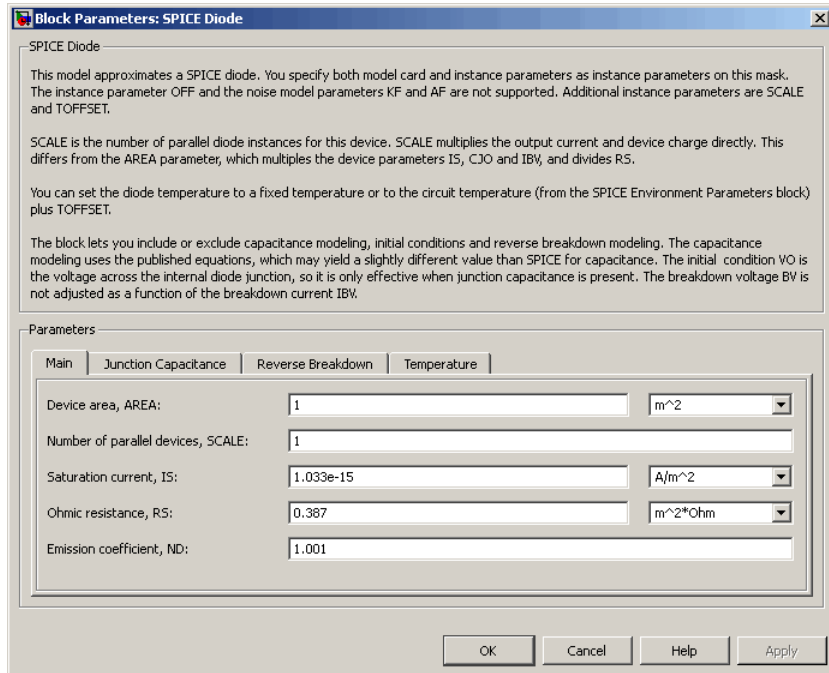 Block Parameters: SPICE Diode
SPICE Diode
This model approximates a SPICE diode. You specify both model card and instance parameters as instance parameters on this mask.
The instance parameter OFF and the noise model parameters KF and AF are not supported. Additional instance parameters are SCALE
and TOFFSET.
SCALE is the number of parallel diode instances for this device. SCALE multiplies the output current and device charge directly. This
differs from the AREA parameter, which multiples the device parameters IS, CJO and IBV, and divides RS.
You can set the diode temperature to a fixed temperature or to the circuit temperature (from the SPICE Environment Parameters block)
plus TOFFSET.
The block lets you include or exclude capacitance modeling, initial conditions and reverse breakdown modeling. The capacitance
modeling uses the published equations, which may yield a slightly different value than SPICE for capacitance. The initial condition VO is
the voltage across the internal diode junction, so it is only effective when junction capacitance is present. The breakdown voltage BV is
not adjusted as a function of the breakdown current IBV.
Parameters
Main Junction Capacitance Reverse Breakdown Temperature
Device area, AREA: 1 m^2
Number of parallel devices, SCALE: 1
Saturation current, IS: 1.033e-15 A/m^2
Ohmic resistance, RS: 0.387 m^2*Ohm
Emission coefficient, ND: 1.001
OK Cancel Help Apply